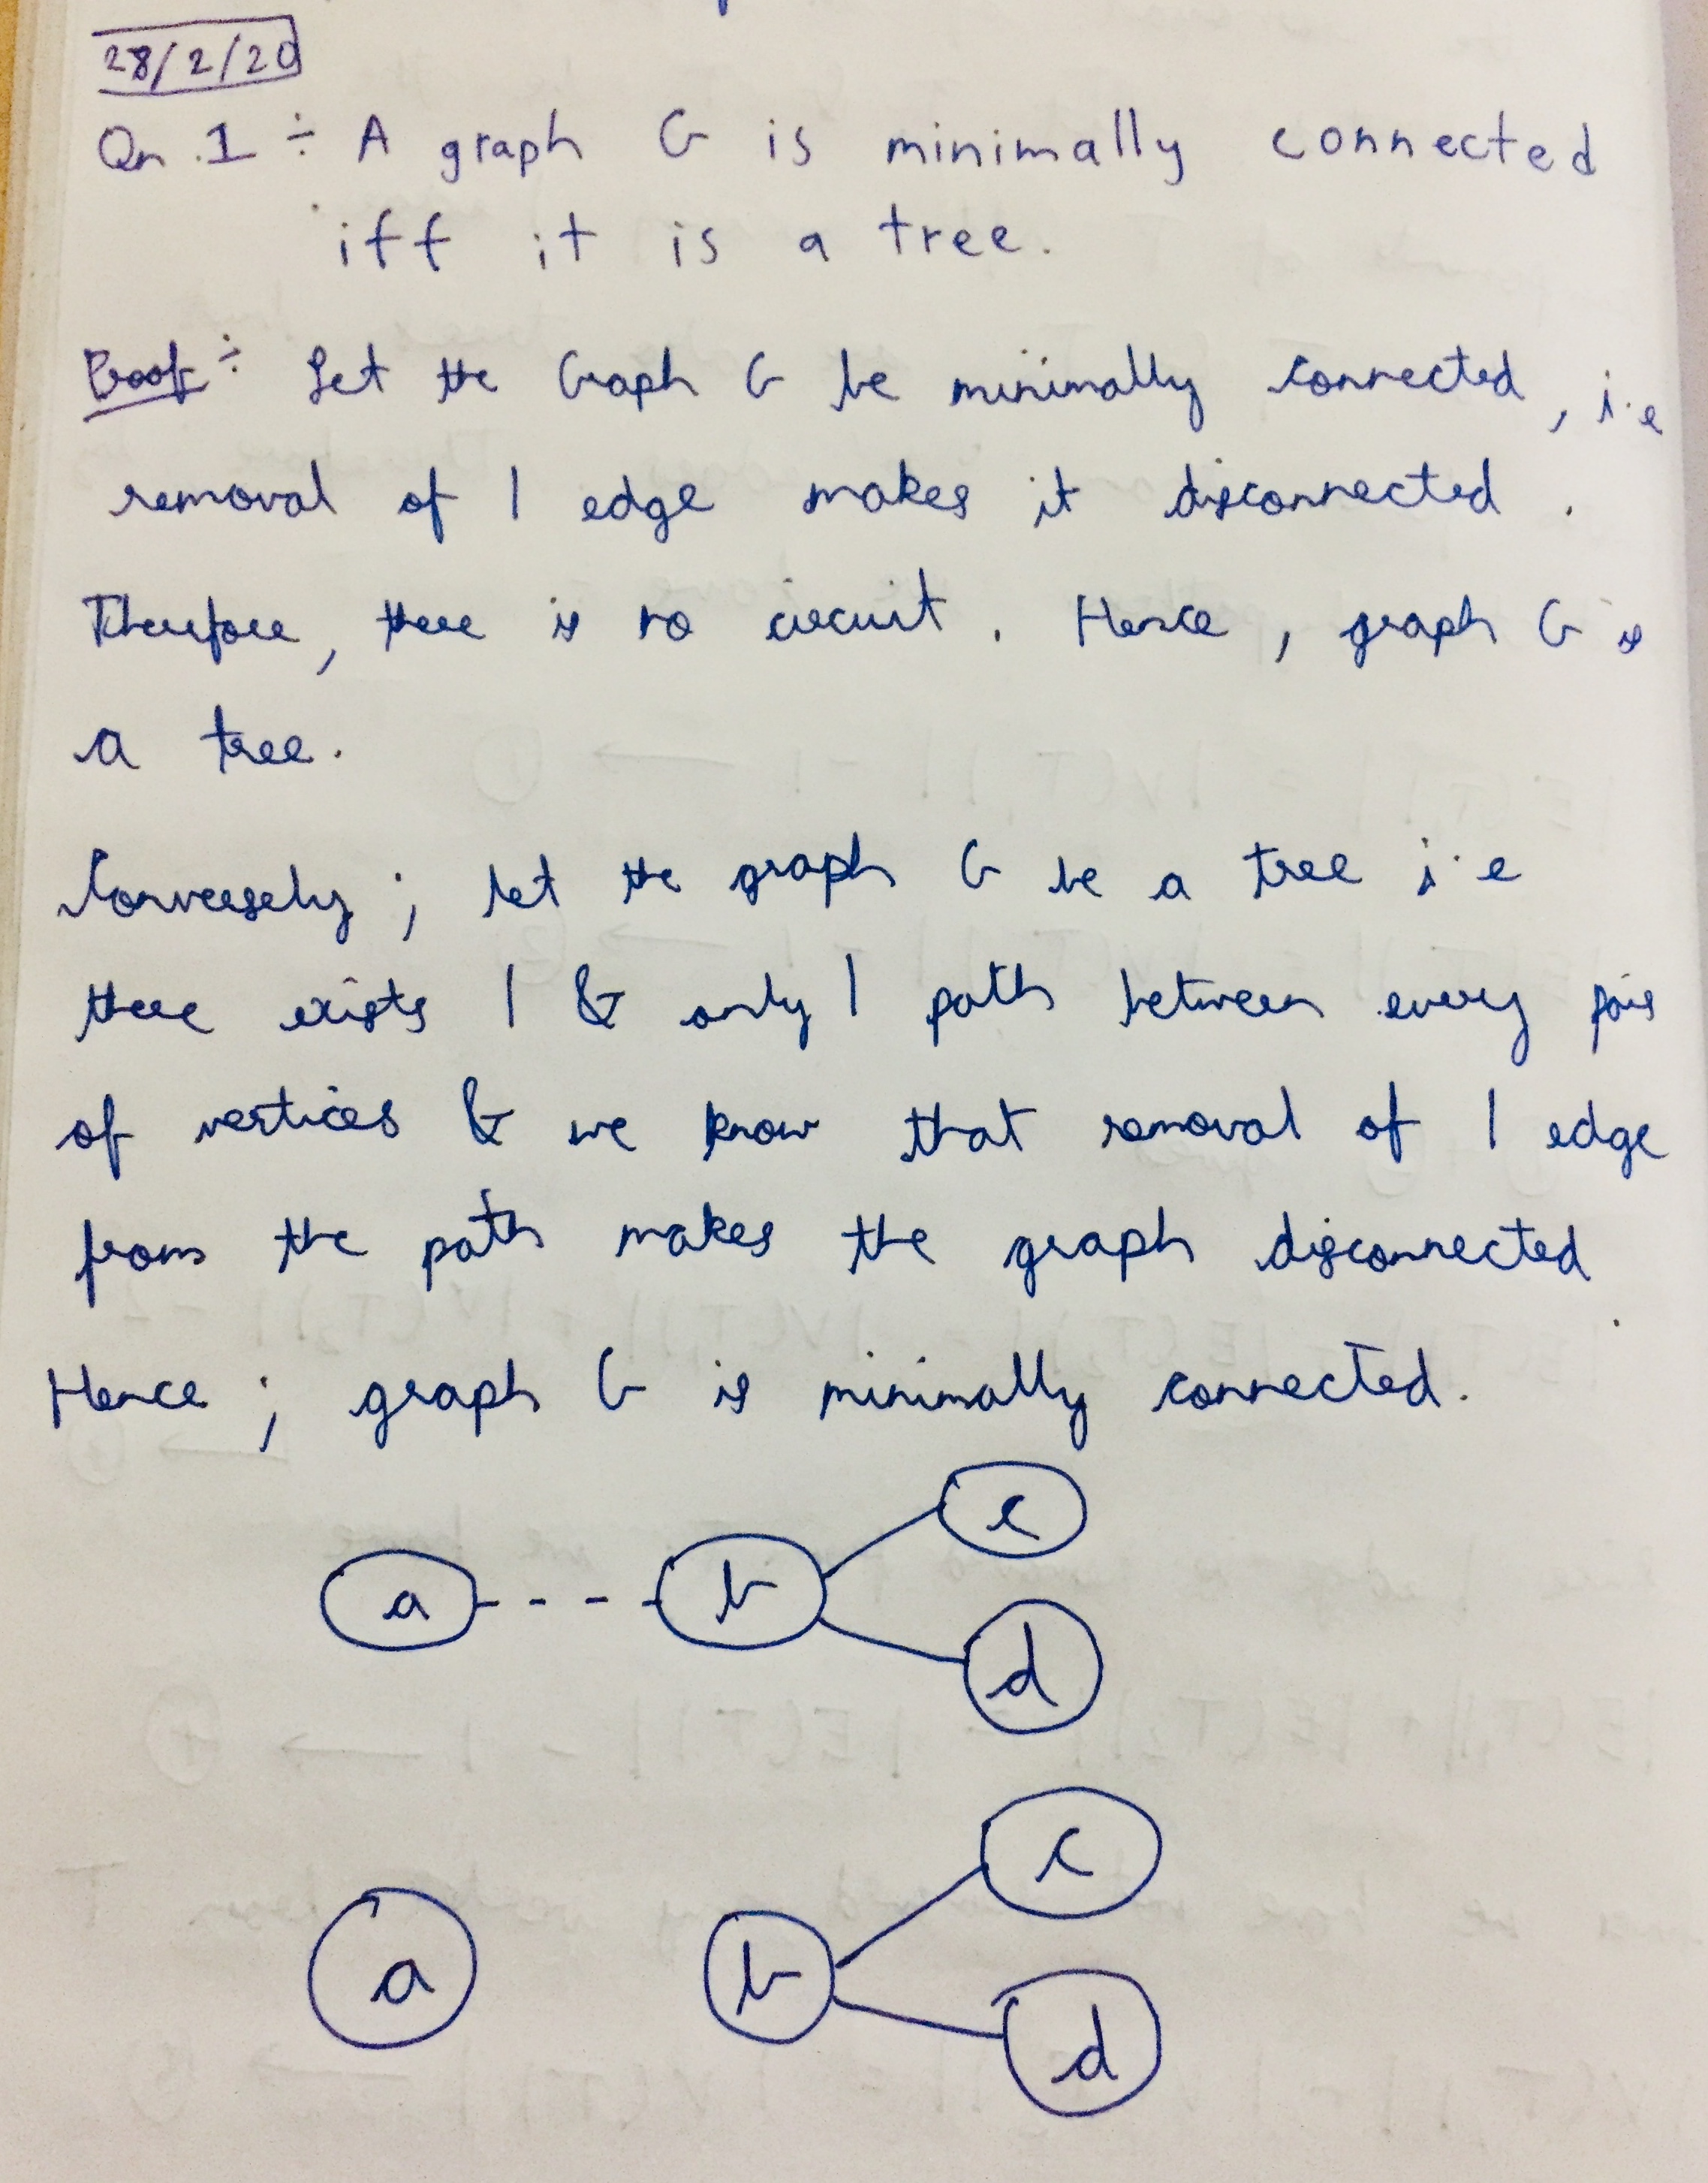 28/2/20
Qn.1 ÷ A graph G is minimally connected
iff it is a tree.
Proof ÷ Let the Graph G be minimally connected, i.e
removal of 1 edge makes it disconnected.
Therefore, there is no circuit. Hence, graph G is
a tree.
Conversely; let the graph G be a tree i.e
there exists 1 & only 1 path between every pair
of vertices & we know that removal of 1 edge
from the path makes the graph disconnected.
Hence; graph G is minimally connected.
c
a b
d
c
a b
d